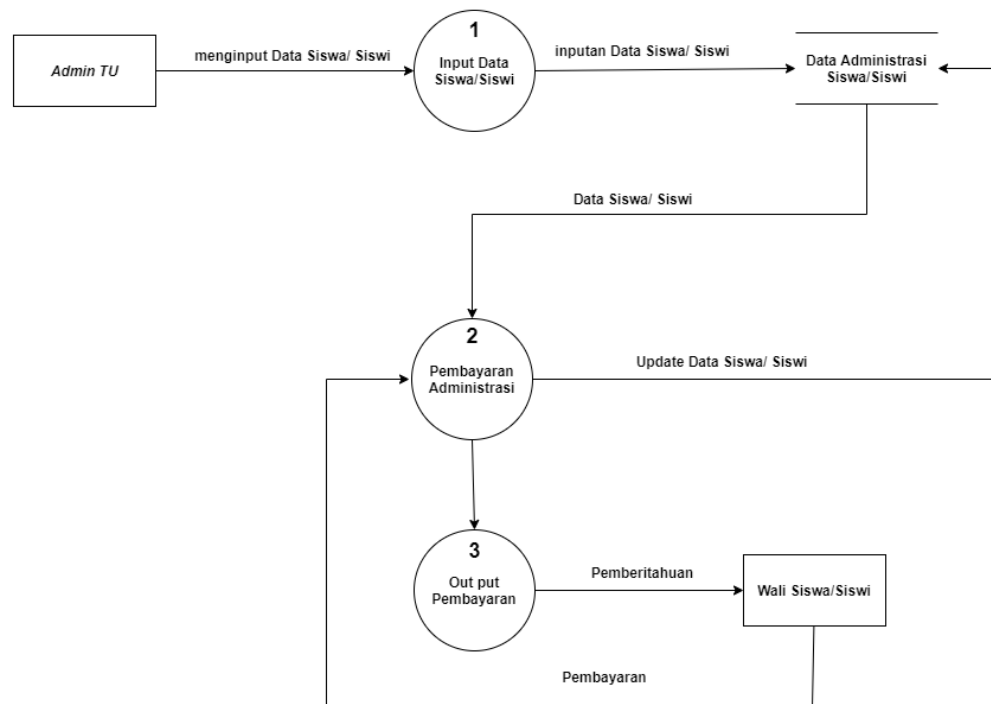 1
menginput Data Siswa/ Siswi
inputan Data Siswa/ Siswi
Admin TU
Input Data
Siswa/Siswi
Data Administrasi
Siswa/Siswi
Data Siswa/ Siswi
2
Pembayaran
Administrasi
Update Data Siswa/ Siswi
3
Out put
Pembayaran
Pemberitahuan
Wali Siswa/Siswi
Pembayaran